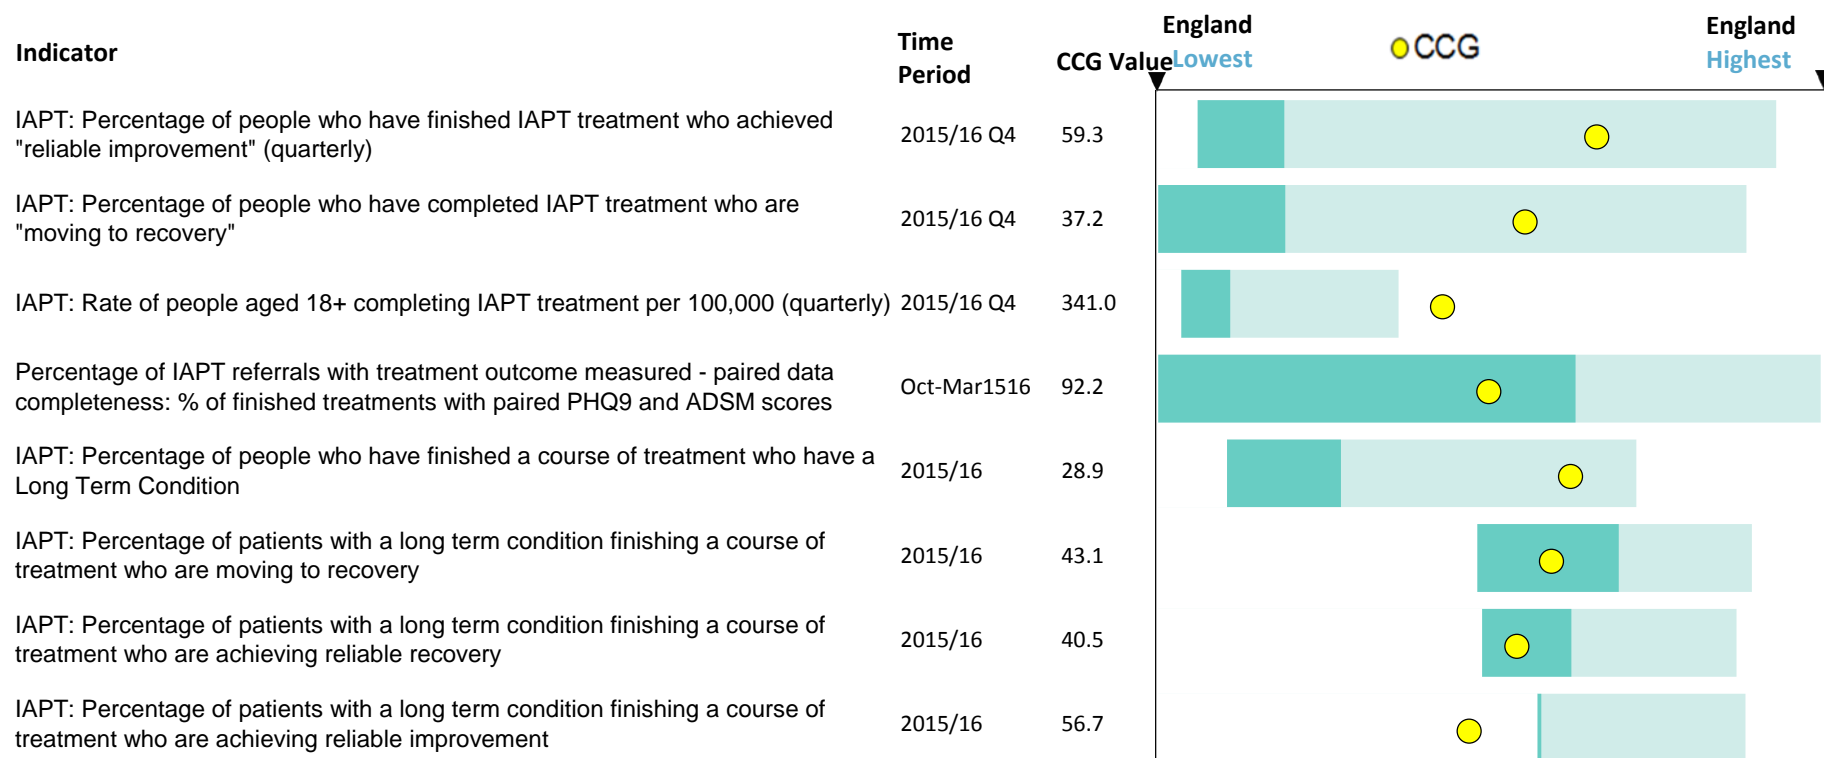 Indicator
Time
Period
CCG Value
England
Lowest
CCG
England
Highest
IAPT: Percentage of people who have finished IAPT treatment who achieved
"reliable improvement" (quarterly)
2015/16 Q4
59.3
IAPT: Percentage of people who have completed IAPT treatment who are
"moving to recovery"
2015/16 Q4
37.2
IAPT: Rate of people aged 18+ completing IAPT treatment per 100,000 (quarterly)
2015/16 Q4
341.0
Percentage of IAPT referrals with treatment outcome measured - paired data
completeness: % of finished treatments with paired PHQ9 and ADSM scores
Oct-Mar1516
92.2
IAPT: Percentage of people who have finished a course of treatment who have a
Long Term Condition
2015/16
28.9
IAPT: Percentage of patients with a long term condition finishing a course of
treatment who are moving to recovery
2015/16
43.1
IAPT: Percentage of patients with a long term condition finishing a course of
treatment who are achieving reliable recovery
2015/16
40.5
IAPT: Percentage of patients with a long term condition finishing a course of
treatment who are achieving reliable improvement
2015/16
56.7